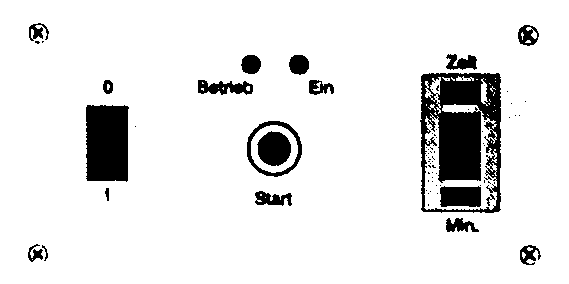 Zeit
0
Betrieb
Ein
1
Start
Min.